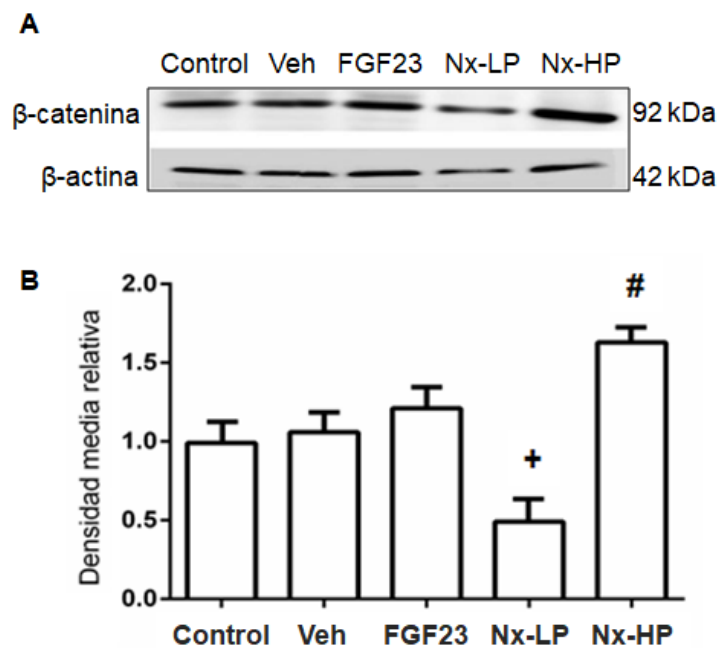 A
Control Veh FGF23 Nx-LP Nx-HP
β-catenina 92 kDa
β-actina 42 kDa
B
Densidad media relativa
2.0
1.5
1.0
0.5
0.0
#
+
Control Veh FGF23 Nx-LP Nx-HP